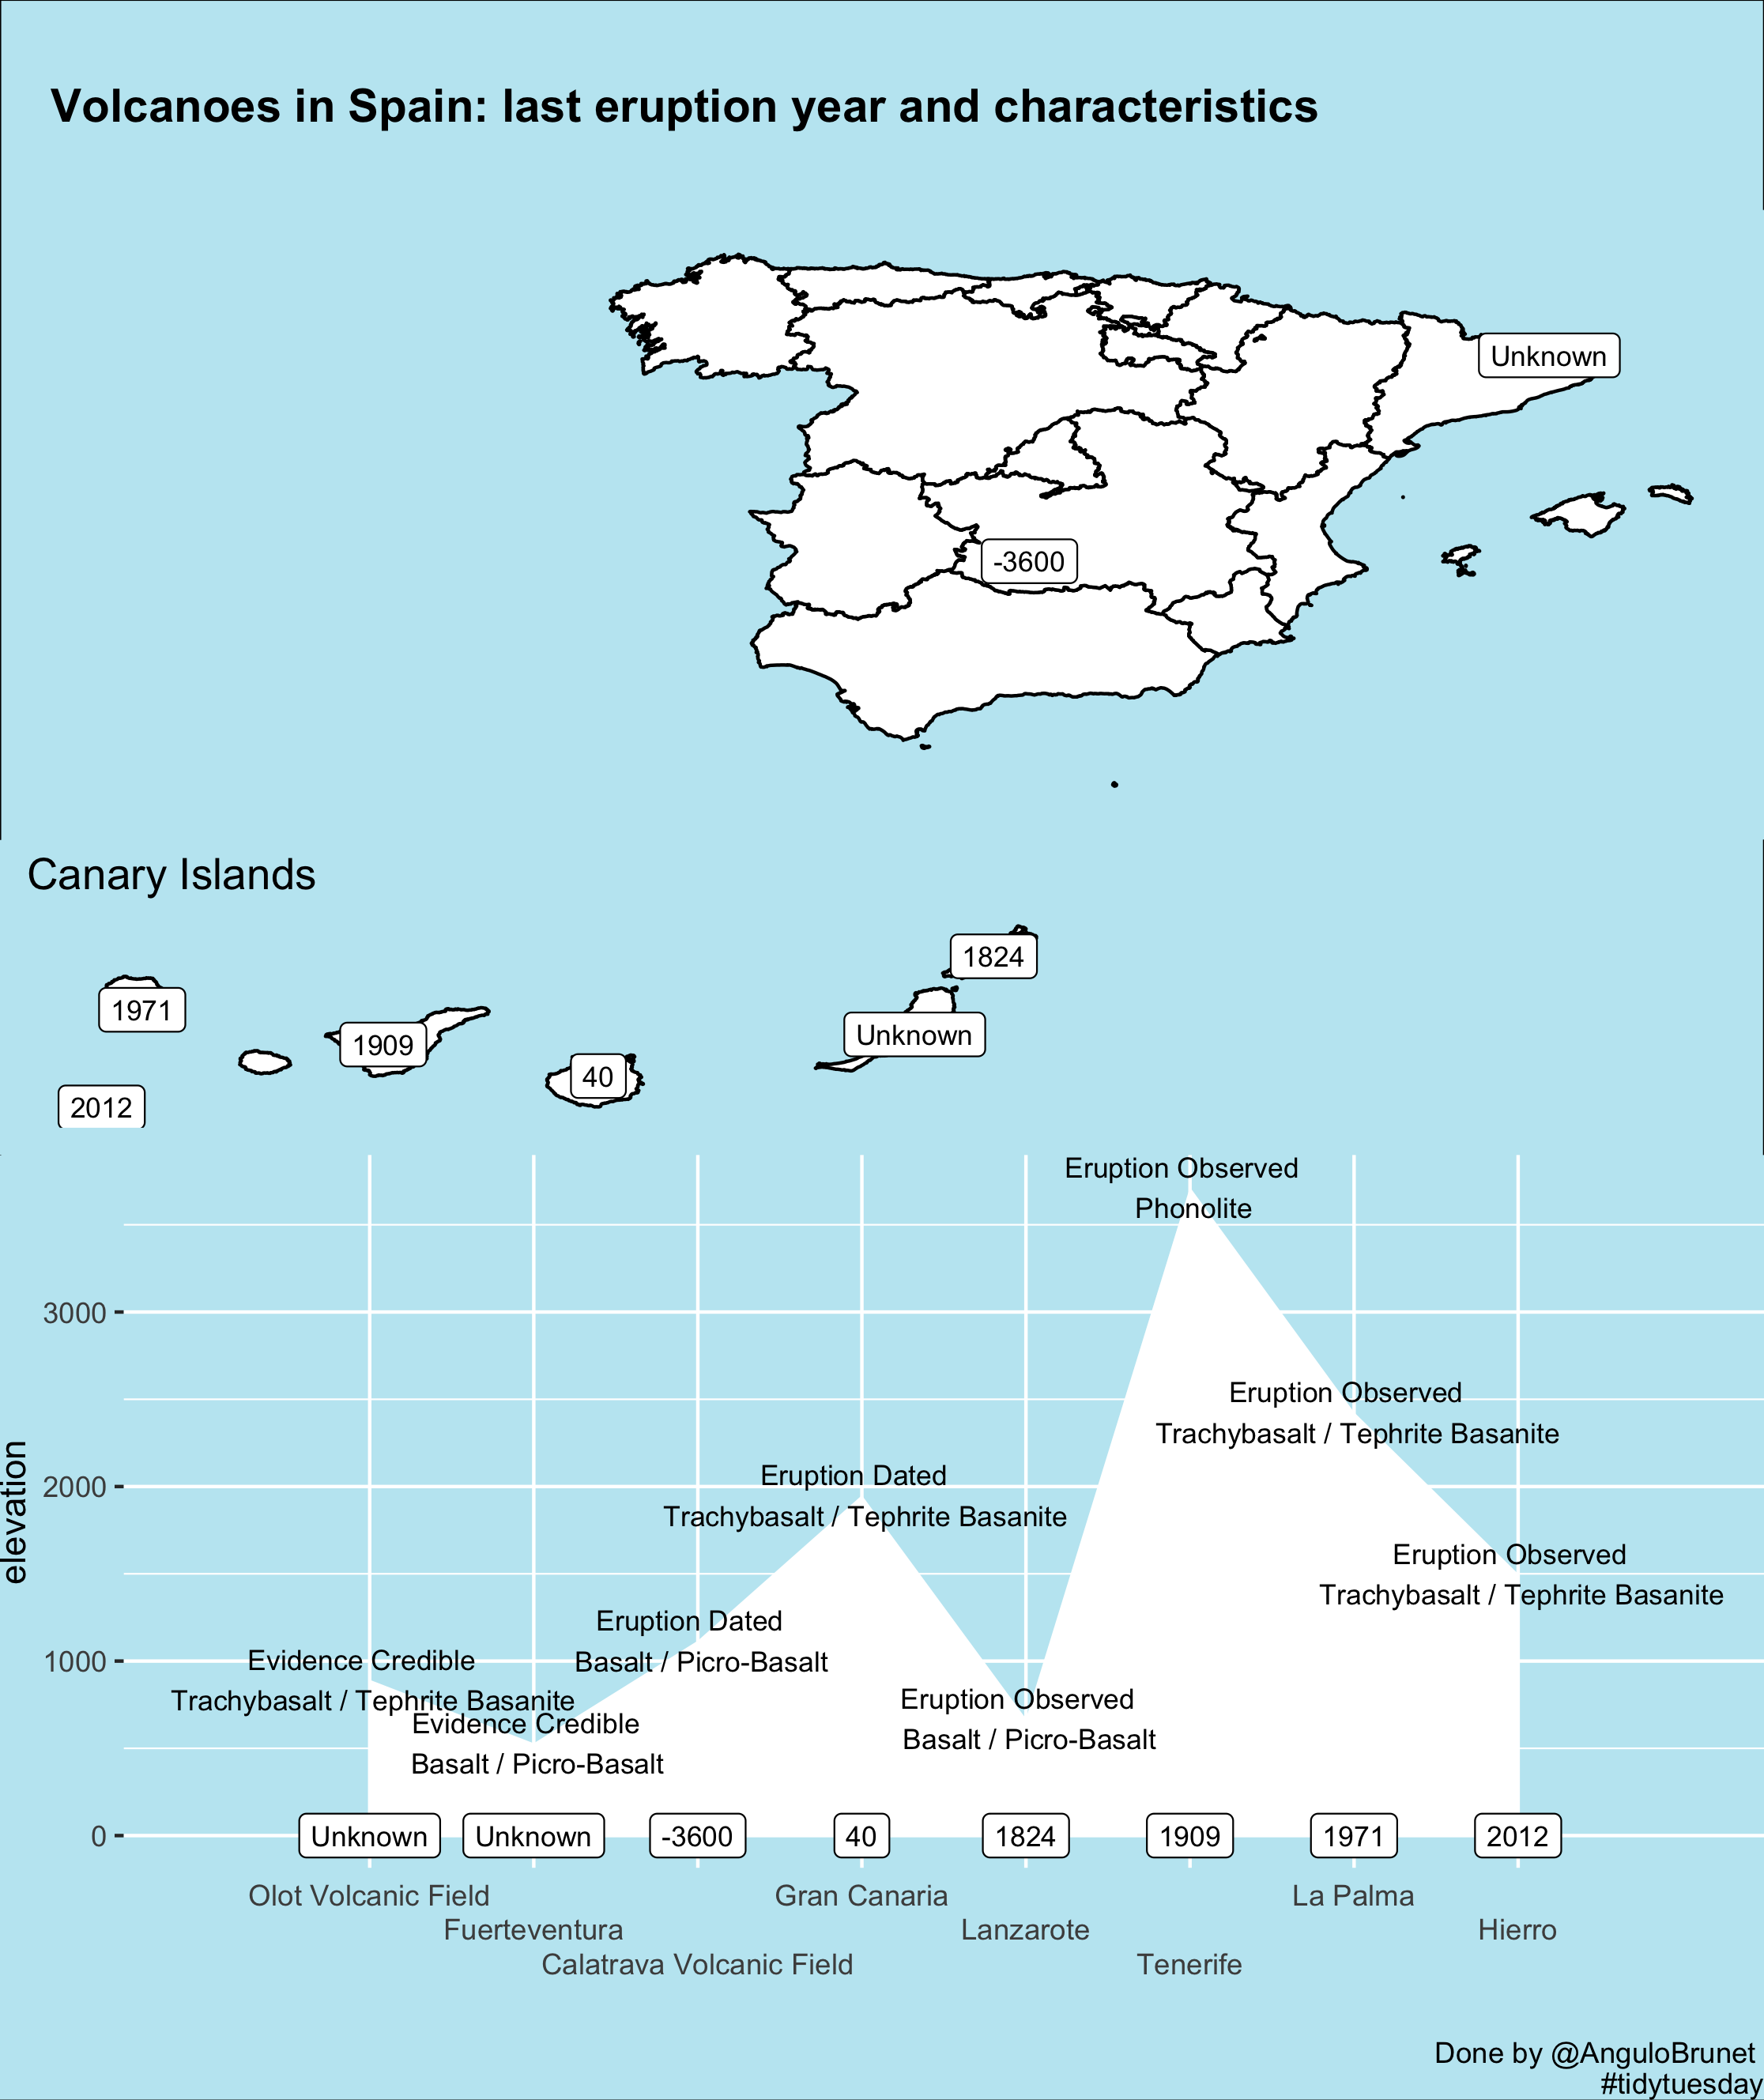 Volcanoes in Spain: last eruption year and characteristics
Unknown
-3600
Canary Islands
1824
1971
Unknown
1909
40
2012
Eruption Observed
Phonolite
3000
Eruption Observed
Trachybasalt / Tephrite Basanite
elevation
2000
Eruption Dated
Trachybasalt / Tephrite Basanite
Eruption Observed
Trachybasalt / Tephrite Basanite
Eruption Dated
Basalt / Picro-Basalt
1000
Evidence Credible
Trachybasalt / Tephrite Basanite
Evidence Credible
Basalt / Picro-Basalt
Eruption Observed
Basalt / Picro-Basalt
0
Unknown Unknown -3600 40 1824 1909 1971 2012
Olot Volcanic Field Gran Canaria La Palma
Fuerteventura Lanzarote Hierro
Calatrava Volcanic Field Tenerife
Done by @AnguloBrunet
#tidytuesday